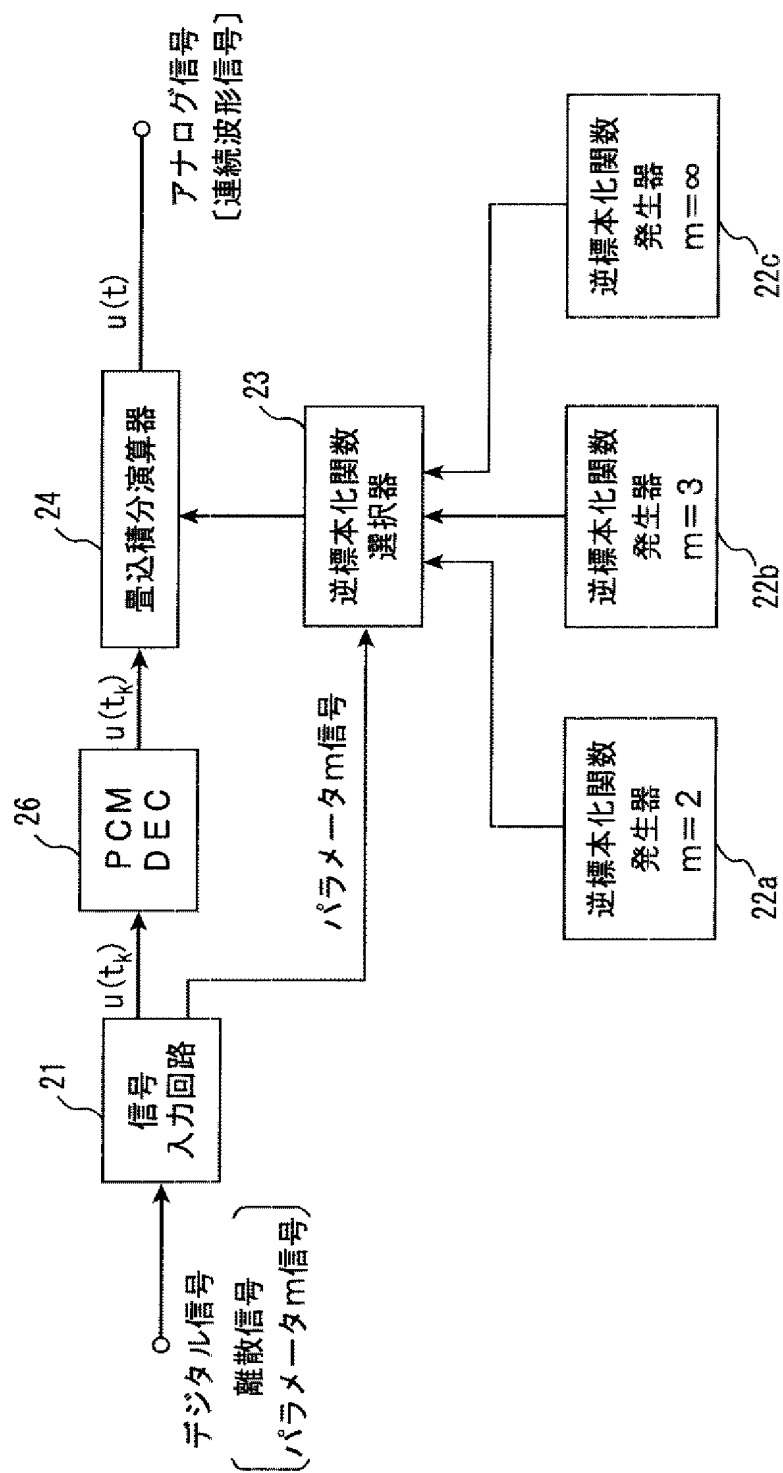 デジタル信号
離散信号
パラメータm信号
21
信号
入力回路
u(tk)
26
PCM
DEC
u(tk)
24
畳込積分演算器
u(t)
アナログ信号
〔連続波形信号〕
パラメータm信号
23
逆標本化関数
選択器
逆標本化関数
発生器
m=2
22a
逆標本化関数
発生器
m=3
22b
逆標本化関数
発生器
m=∞
22c